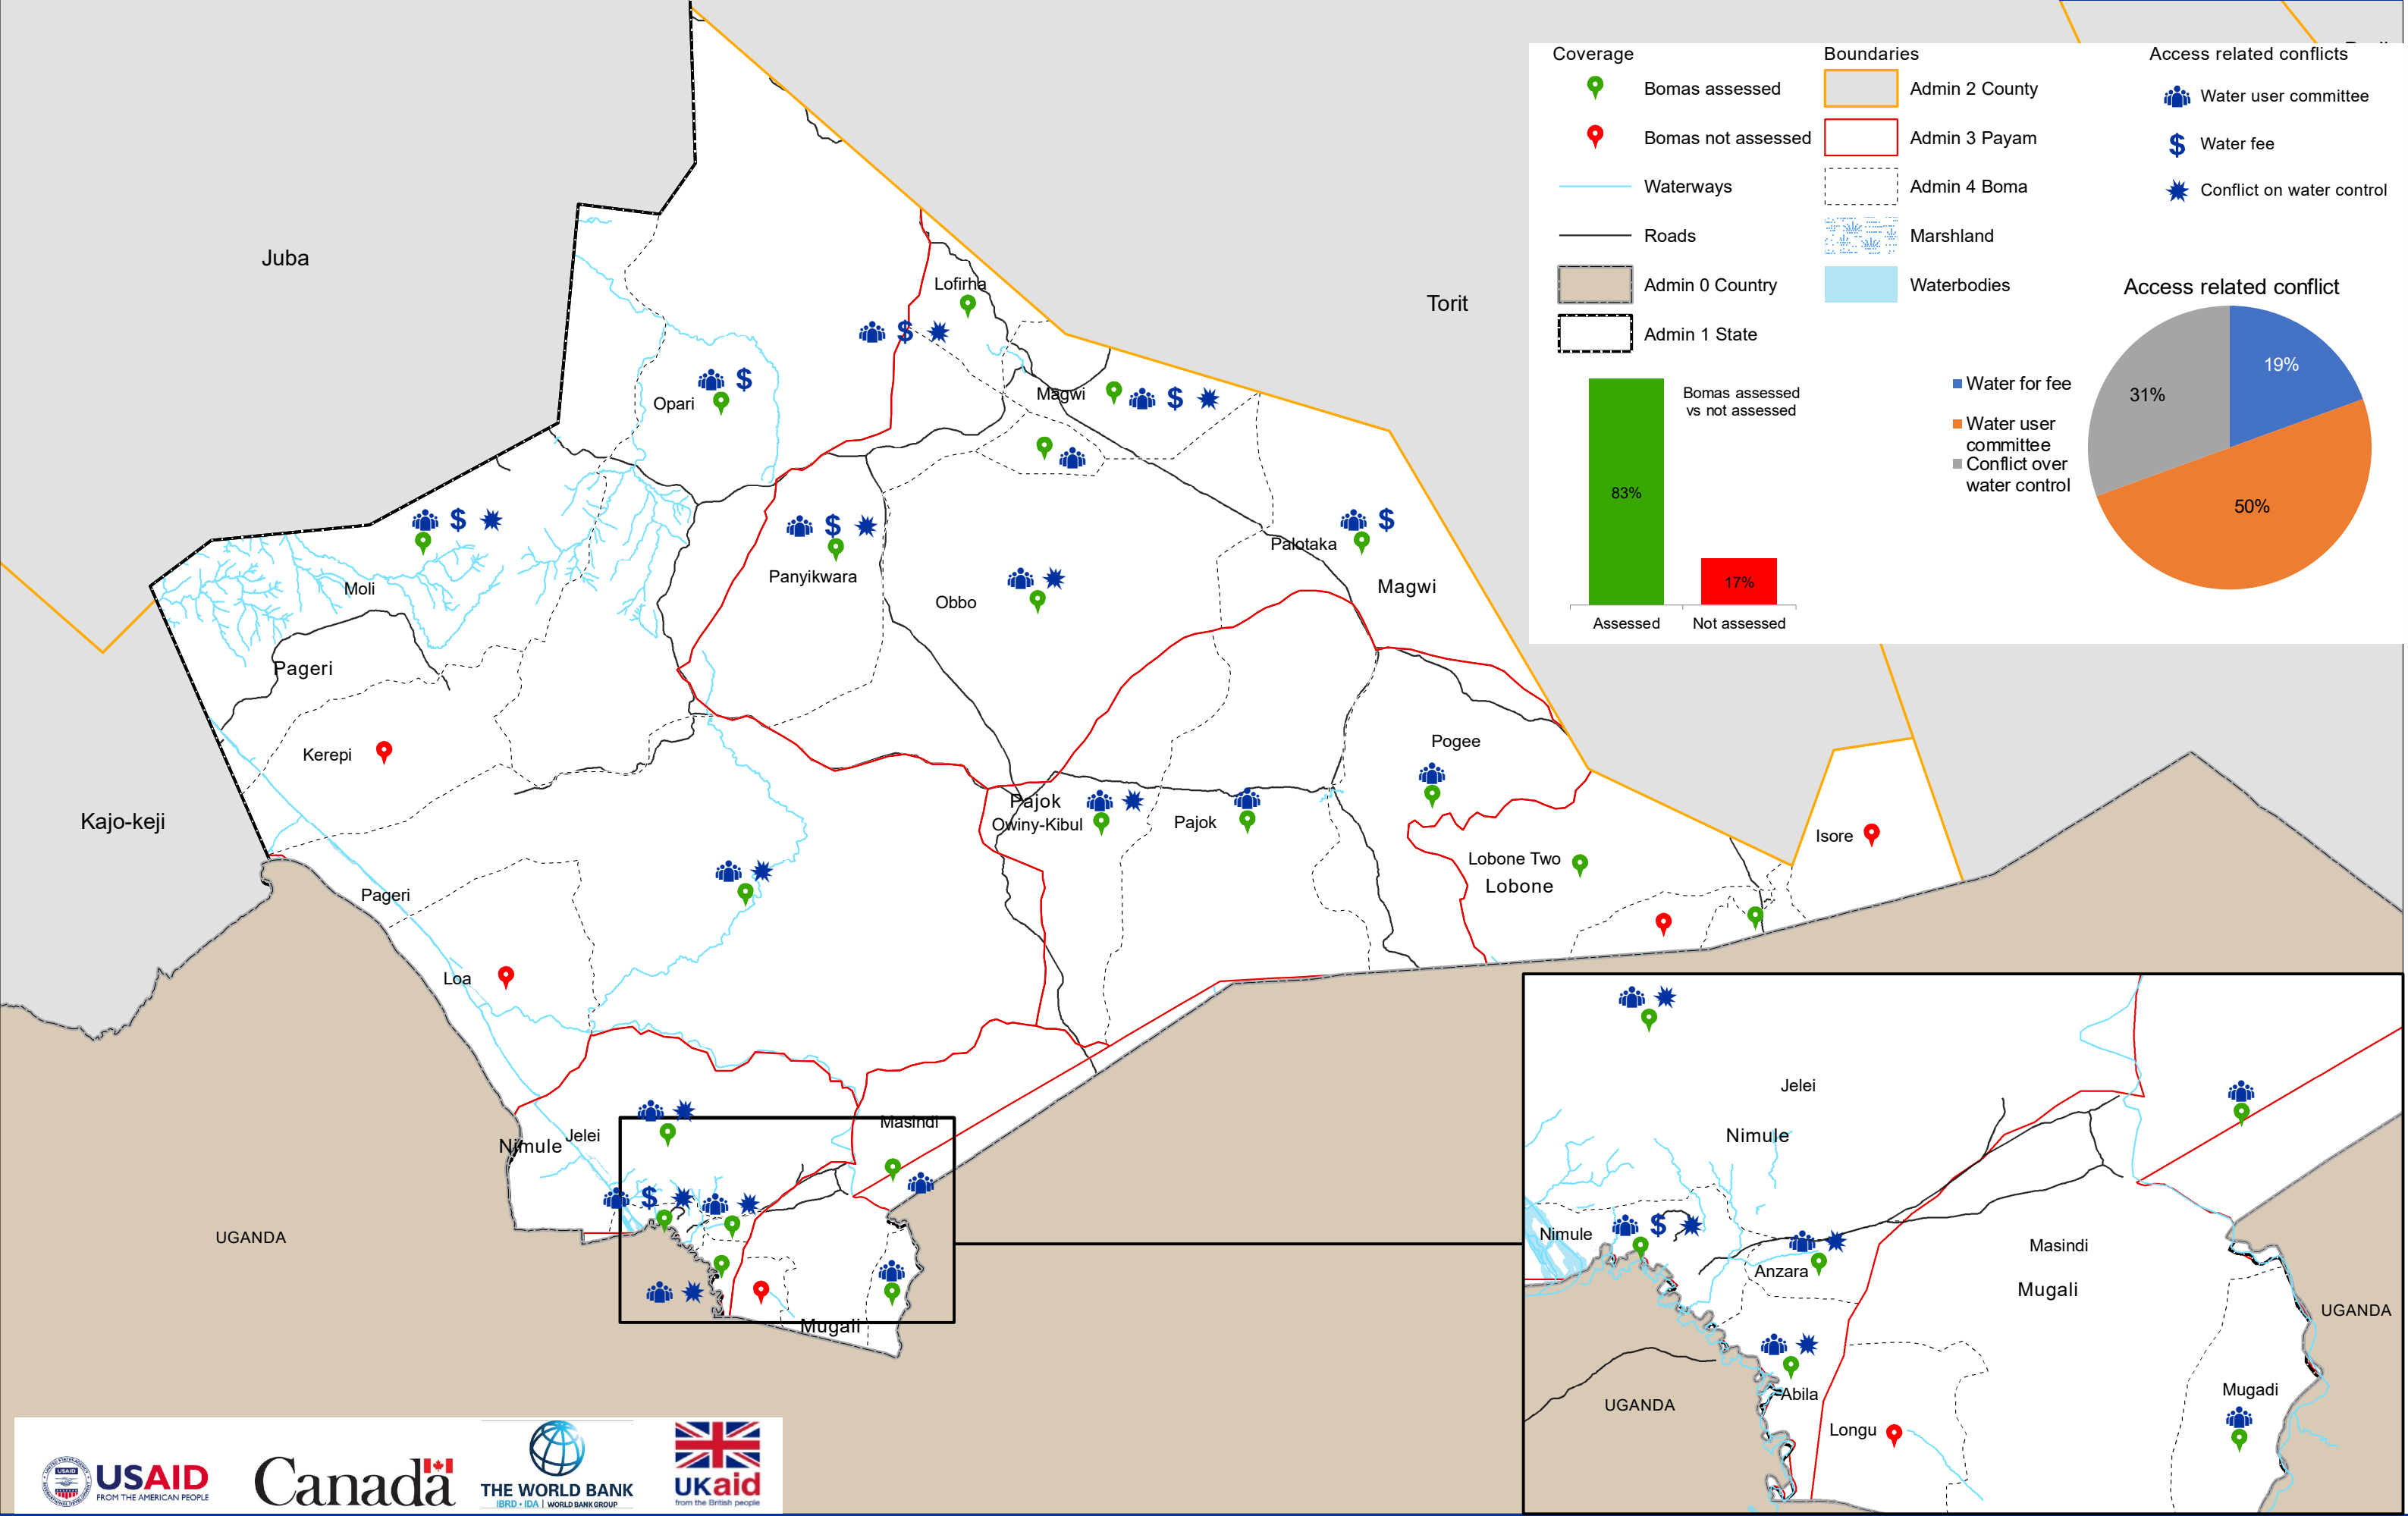 Coverage
Boundaries
Access related conflicts
Bomas assessed
Admin 2 County
Water user committee
Bomas not assessed
Admin 3 Payam
$ Water fee
Waterways
Admin 4 Boma
Conflict on water control
Roads
Marshland
Admin 0 Country
Waterbodies
Admin 1 State
Access related conflict
19%
31%
50%
Water for fee
Water user
committee
Conflict over
water control
Bomas assessed
vs not assessed
83%
17%
Assessed
Not assessed
Juba
Torit
Lofirha
$
Opari
$
Magwi
$
$
$
Panyikwara
Palotaka
$
Moli
Obbo
Magwi
Pageri
Kerepi
Pogee
Kajo-keji
Pajok
Owiny-Kibul
Pajok
Isore
Lobone Two
Lobone
Pageri
Loa
Masindi
Nimule
Jelei
$
UGANDA
Mugali
Jelei
Nimule
Nimule
$
Anzara
Masindi
Mugali
UGANDA
Abila
UGANDA
Longu
Mugadi
USAID
USAID
FROM THE AMERICAN PEOPLE
Canada
THE WORLD BANK
IBRD • IDA | WORLD BANK GROUP
UKaid
from the British people